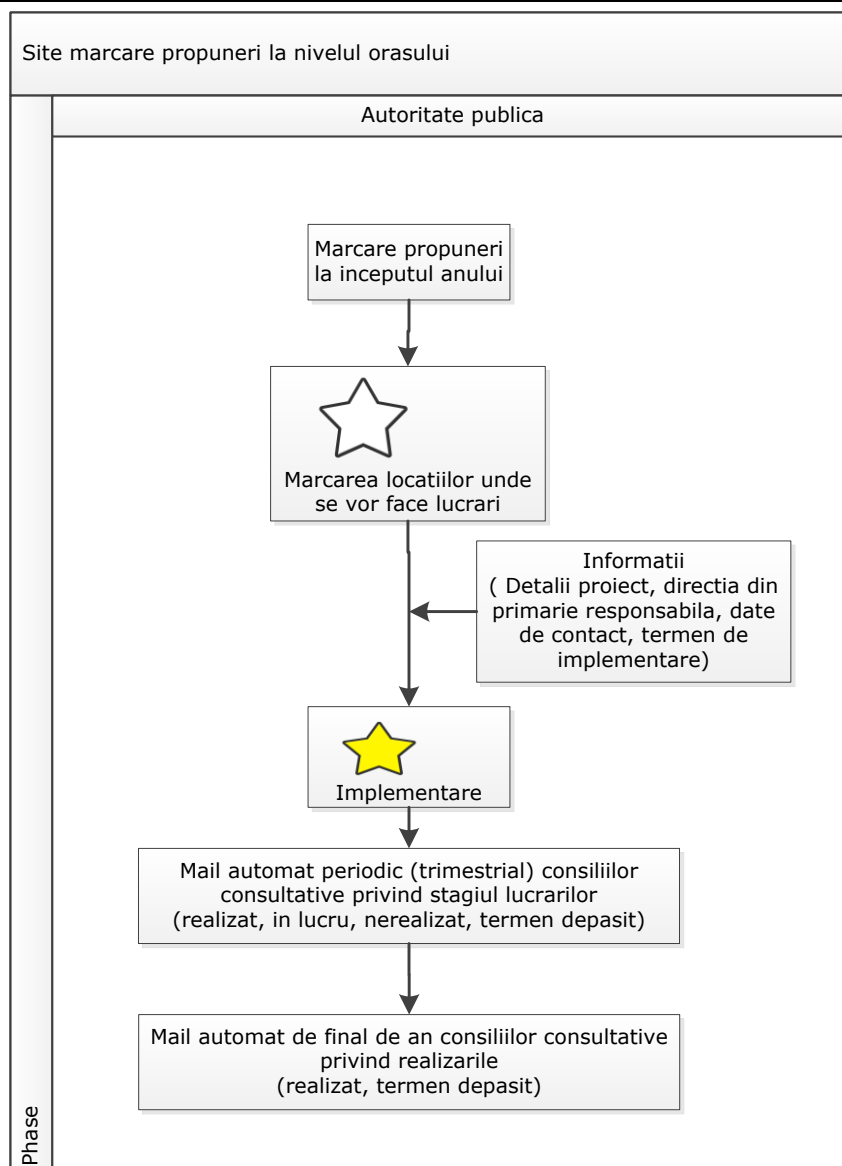 Site marcare propuneri la nivelul orasului
Autoritate publica
Marcare propuneri
la inceputul anului
Marcarea locatiilor unde
se vor face lucrari
Informatii
( Detalii proiect, directia din
primarie responsabila, date
de contact, termen de
implementare)
Implementare
Mail automat periodic (trimestrial) consiliilor
consultative privind stagiul lucrarilor
(realizat, in lucru, nerealizat, termen depasit)
Mail automat de final de an consiliilor consultative
privind realizarile
(realizat, termen depasit)
Phase